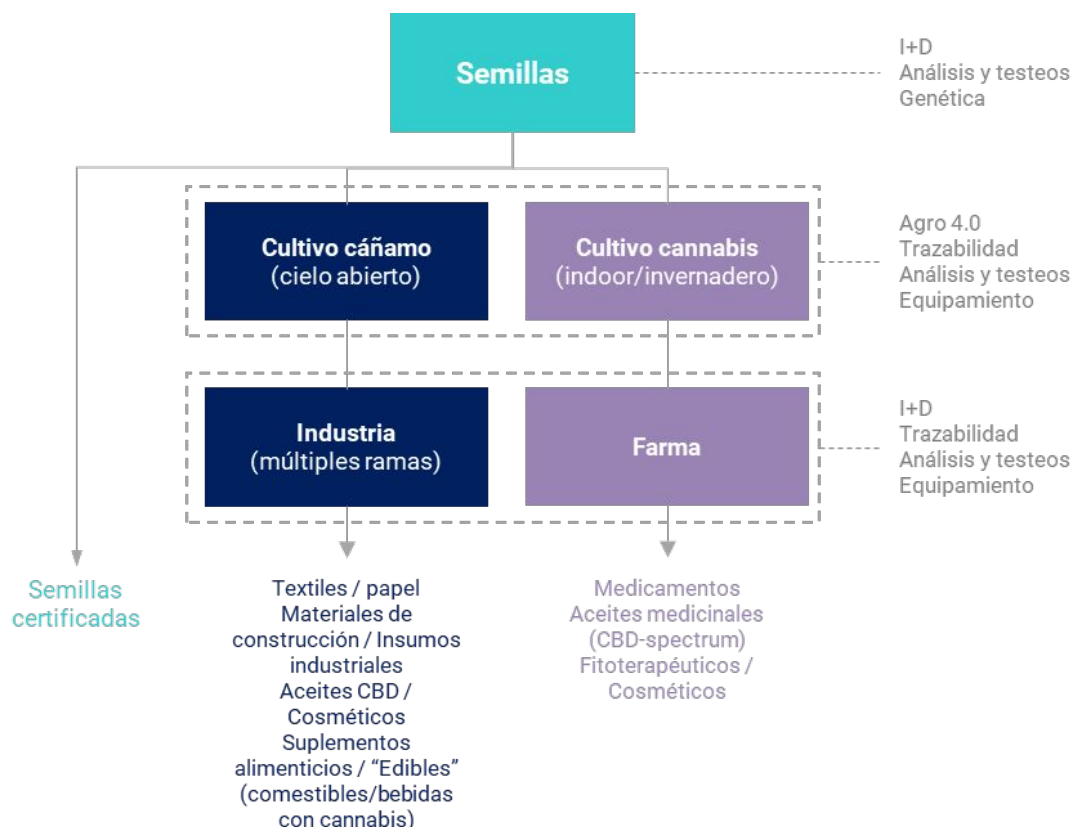 Semillas
I+D
Análisis y testeos
Genética
Cultivo cáñamo
(cielo abierto)
Cultivo cannabis
(indoor/invernadero)
Agro 4.0
Trazabilidad
Análisis y testeos
Equipamiento
Industria
(múltiples ramas)
Farma
I+D
Trazabilidad
Análisis y testeos
Equipamiento
Semillas
certificadas
Textiles / papel
Materiales de
construcción / Insumos
industriales
Aceites CBD /
Cosméticos
Suplementos
alimenticios / “Edibles”
(comestibles/bebidas
con cannabis)
Medicamentos
Aceites medicinales
(CBD-spectrum)
Fitoterapéuticos /
Cosméticos